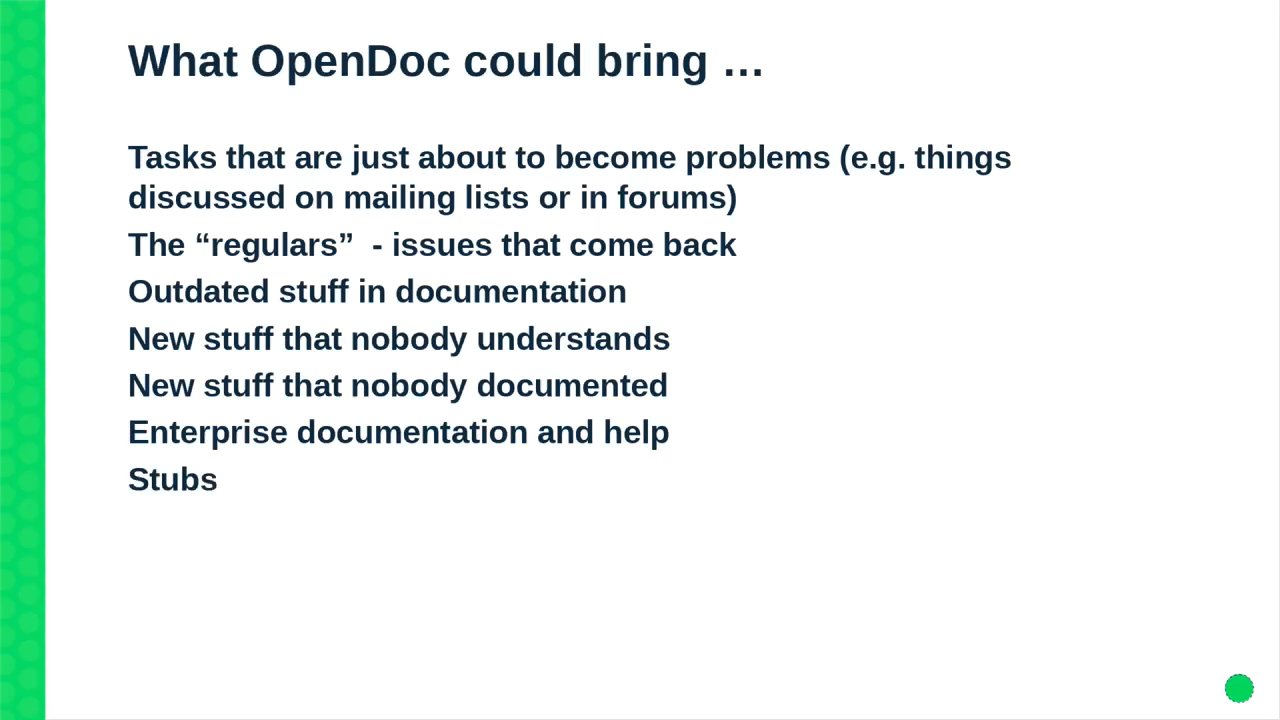 What OpenDoc could bring …
Tasks that are just about to become problems (e.g. things
discussed on mailing lists or in forums)
The “regulars”  - issues that come back
Outdated stuff in documentation
New stuff that nobody understands
New stuff that nobody documented
Enterprise documentation and help
Stubs